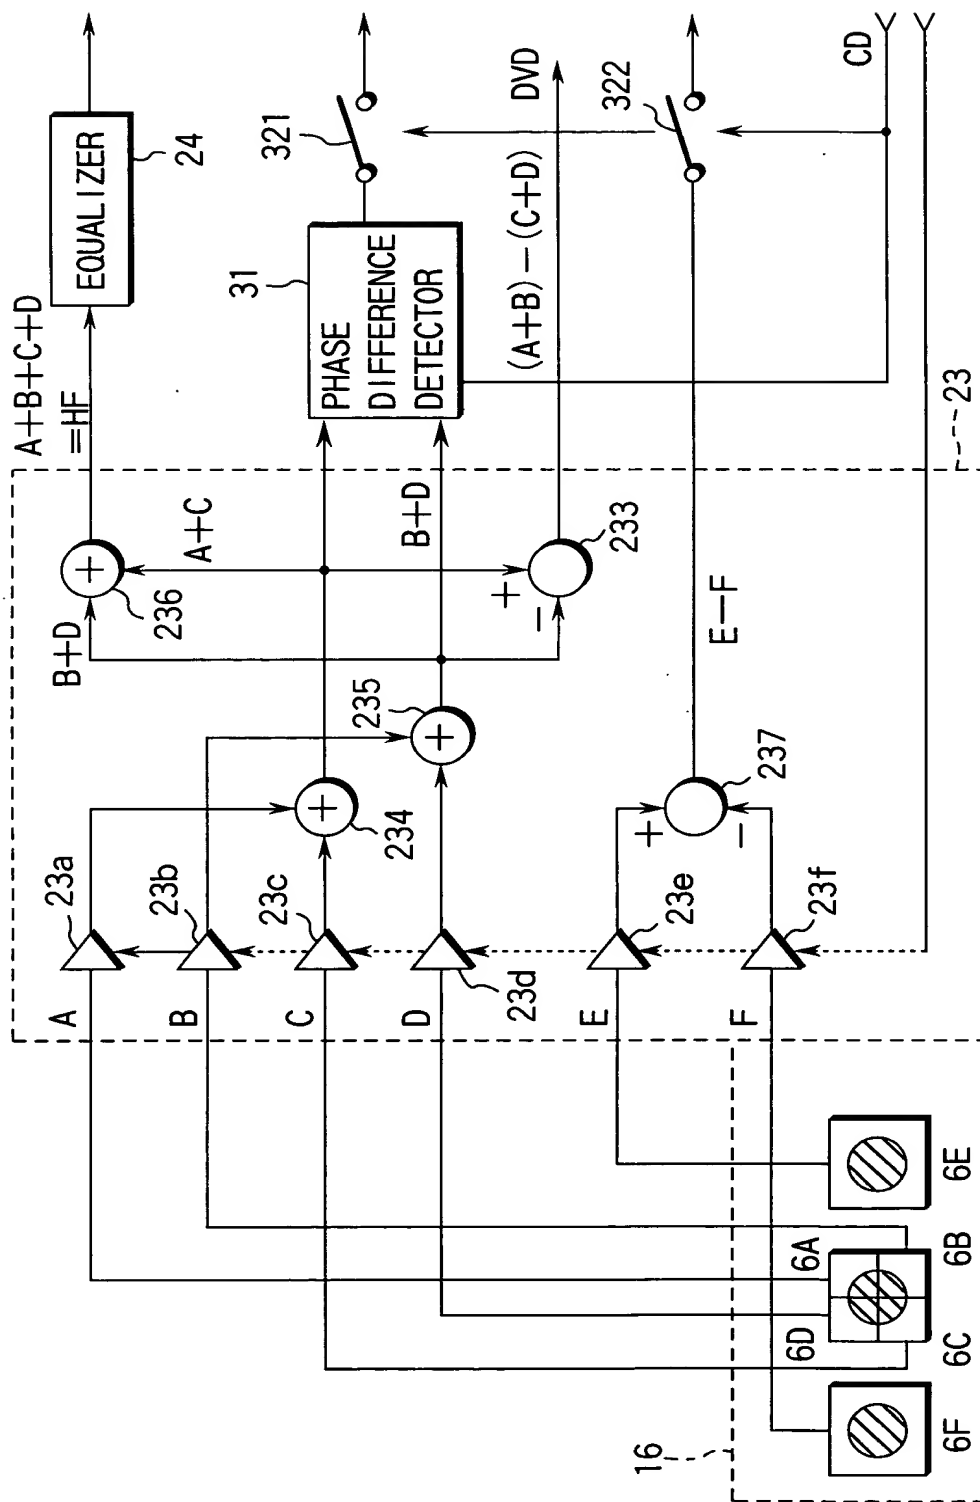 A+B+C+D
=HF
EQUALIZER
24
B+D
236
A+C
321
31
PHASE
DIFFERENCE
DETECTOR
B+D
(A+B)−(C+D)
DVD
322
CD
233
E−F
23
235
234
237
23a
23b
23c
23d
23e
23f
A
B
C
D
E
F
+
+
+
+
−
+
−
16
6F
6D
6A
6C
6B
6E